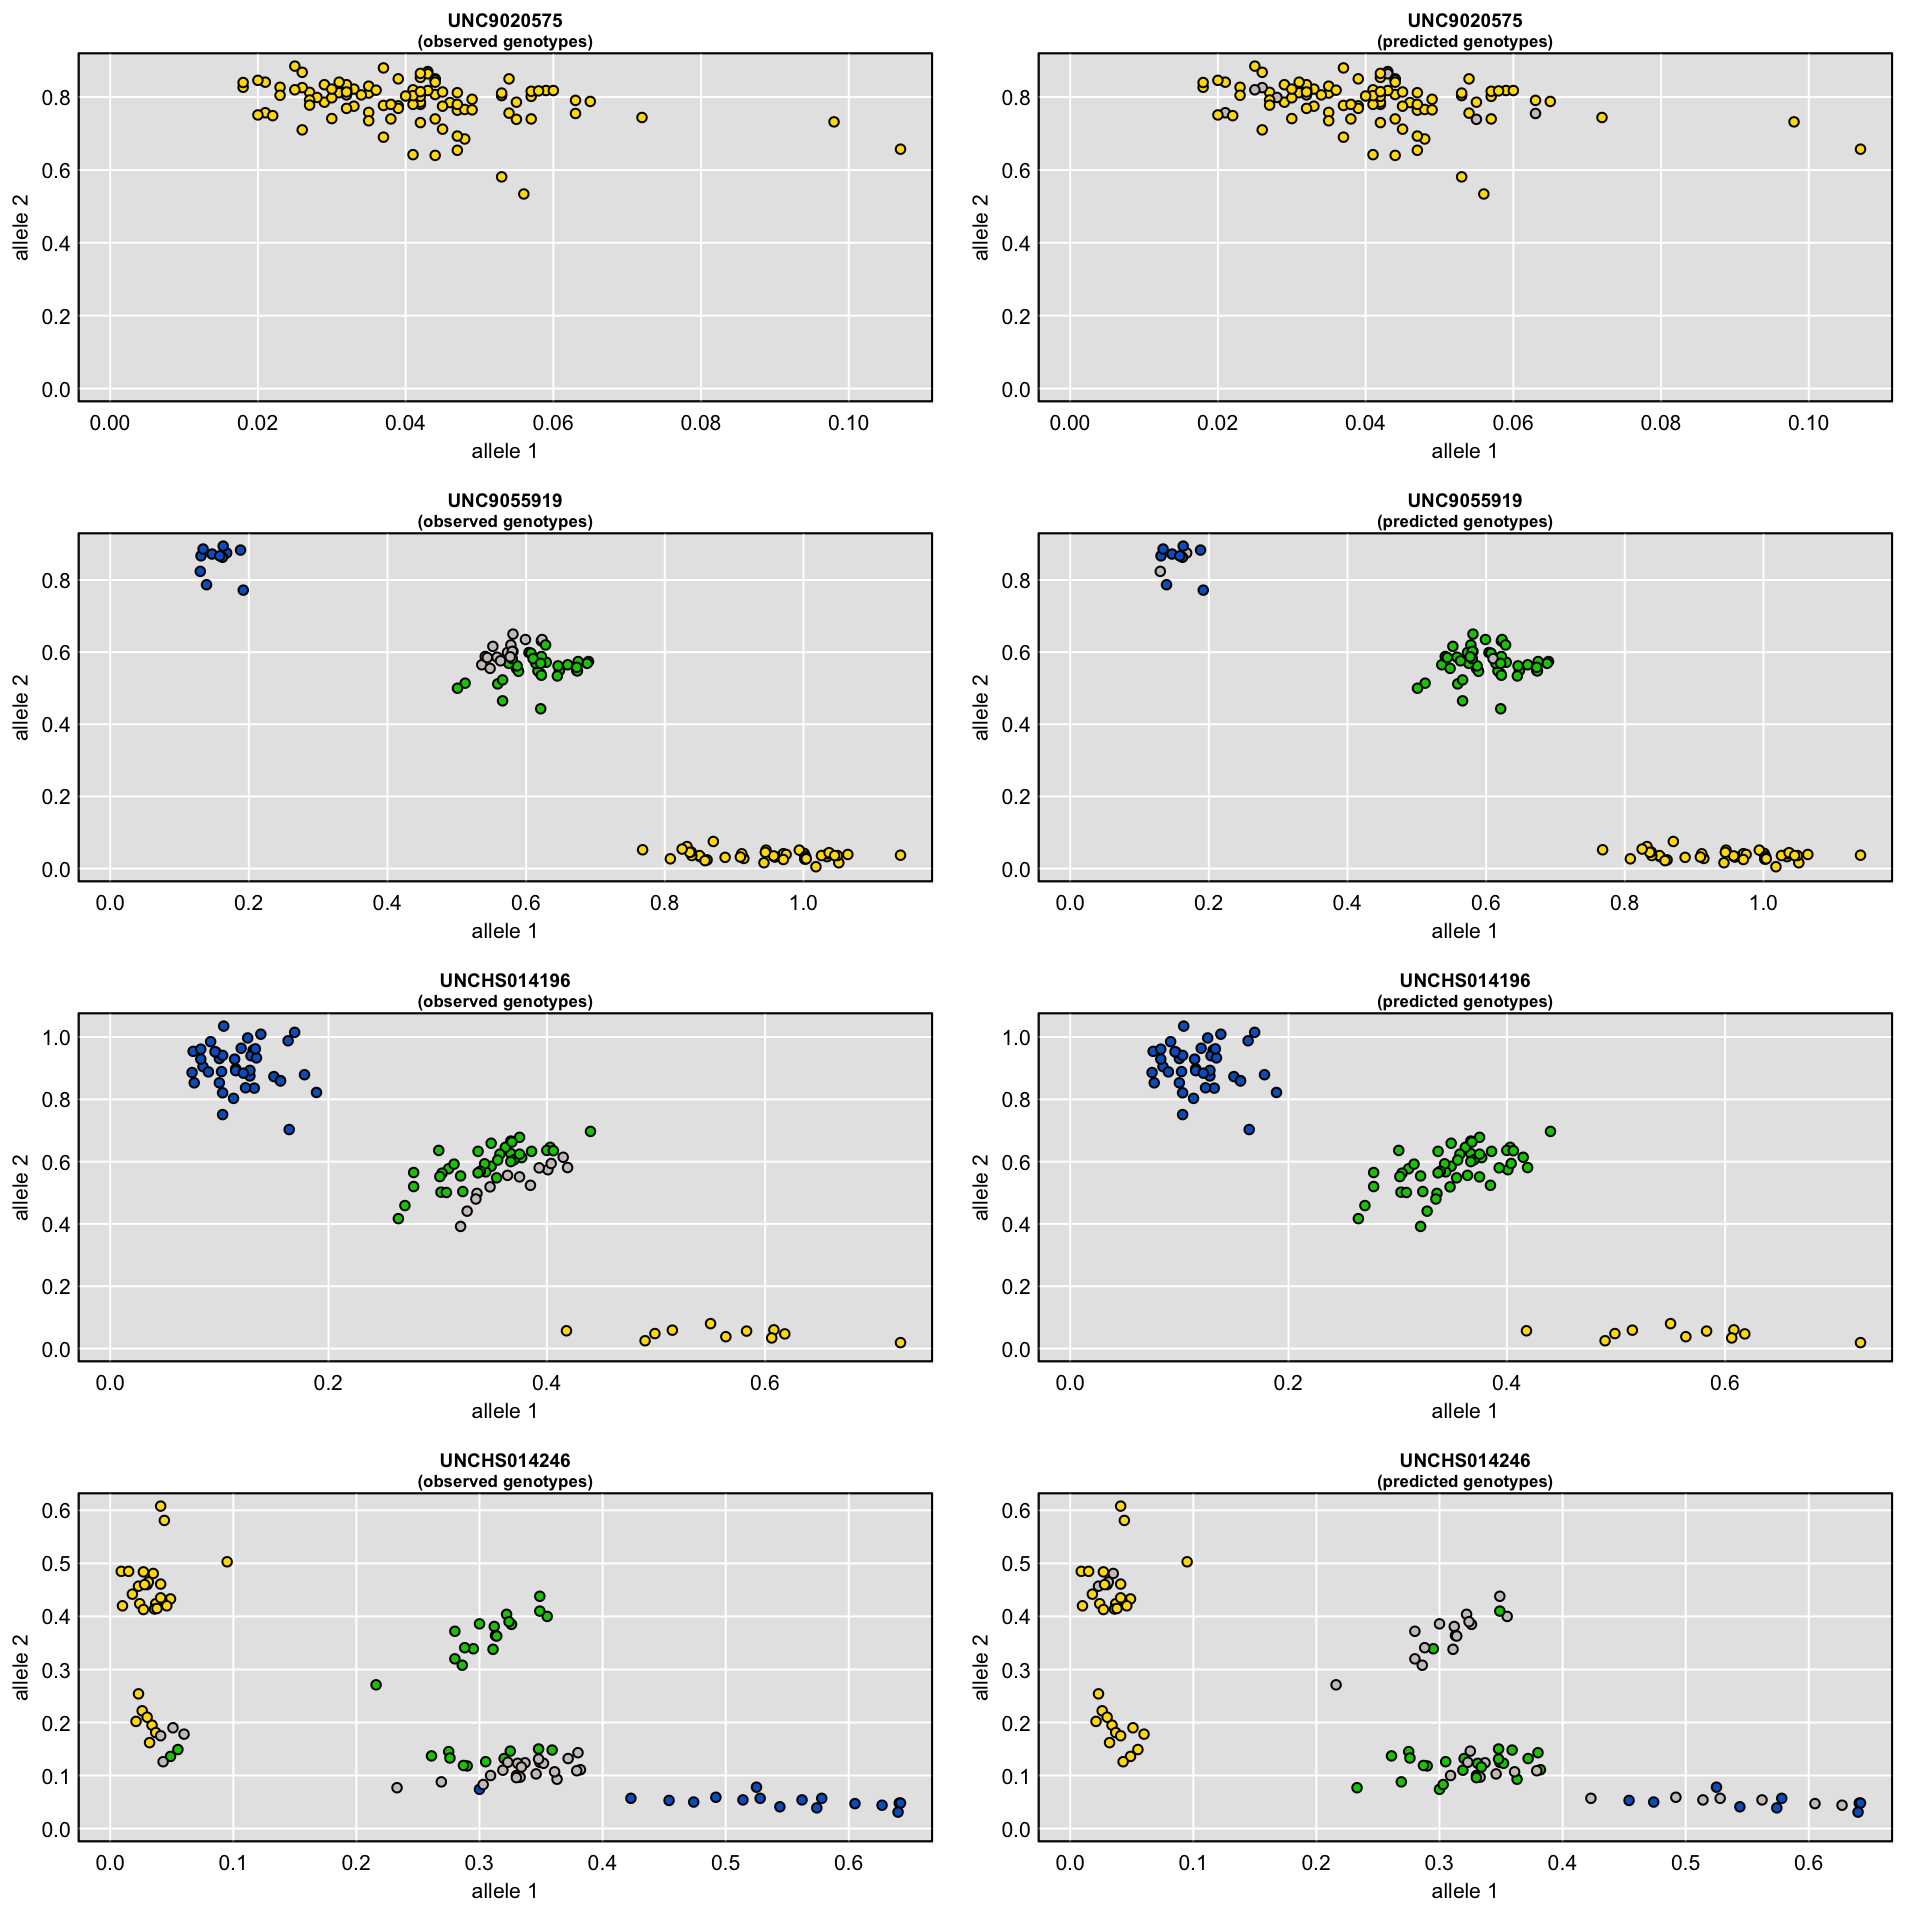 UNC9020575
(observed genotypes)
allele 2
0.8
0.6
0.4
0.2
0.0
0.00 0.02 0.04 0.06 0.08 0.10
allele 1
UNC9020575
(predicted genotypes)
allele 2
0.8
0.6
0.4
0.2
0.0
0.00 0.02 0.04 0.06 0.08 0.10
allele 1
UNC9055919
(observed genotypes)
allele 2
0.8
0.6
0.4
0.2
0.0
0.0 0.2 0.4 0.6 0.8 1.0
allele 1
UNC9055919
(predicted genotypes)
allele 2
0.8
0.6
0.4
0.2
0.0
0.0 0.2 0.4 0.6 0.8 1.0
allele 1
UNCHS014196
(observed genotypes)
allele 2
1.0
0.8
0.6
0.4
0.2
0.0
0.0 0.2 0.4 0.6
allele 1
UNCHS014196
(predicted genotypes)
allele 2
1.0
0.8
0.6
0.4
0.2
0.0
0.0 0.2 0.4 0.6
allele 1
UNCHS014246
(observed genotypes)
allele 2
0.6
0.5
0.4
0.3
0.2
0.1
0.0
0.0 0.1 0.2 0.3 0.4 0.5 0.6
allele 1
UNCHS014246
(predicted genotypes)
allele 2
0.6
0.5
0.4
0.3
0.2
0.1
0.0
0.0 0.1 0.2 0.3 0.4 0.5 0.6
allele 1